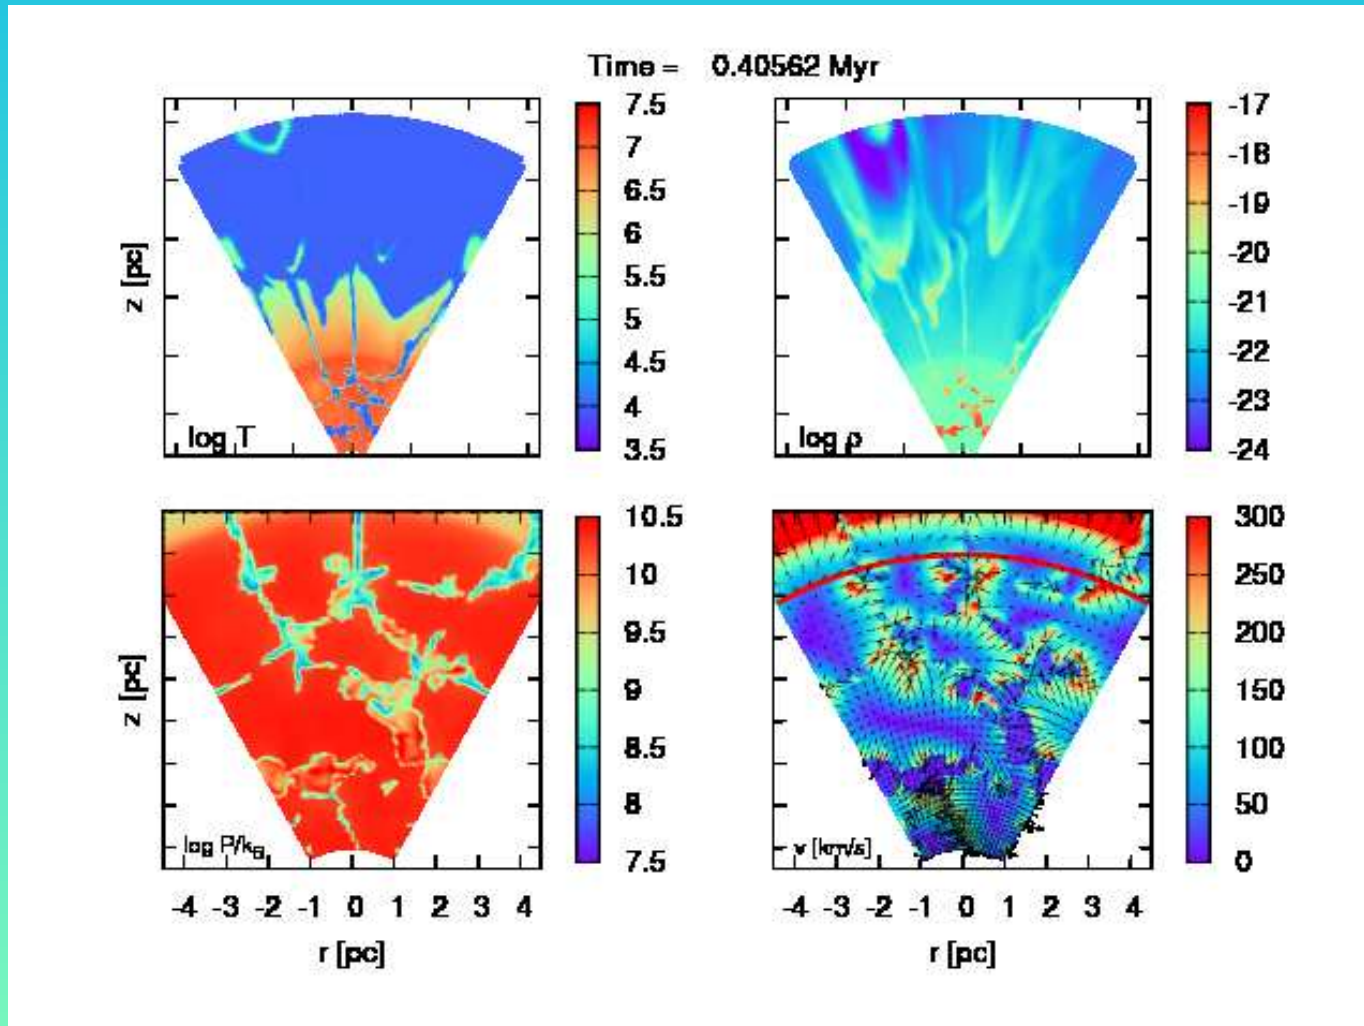 Time = 0.40562 Myr
7.5
7
6.5
6
5.5
5
4.5
4
3.5
z [pc]
log T
-17
-18
-19
-20
-21
-22
-23
-24
log ρ
10.5
10
9.5
9
8.5
8
7.5
z [pc]
log P/k_B
300
250
200
150
100
50
0
v [km/s]
-4 -3 -2 -1 0 1 2 3 4
r [pc]
-4 -3 -2 -1 0 1 2 3 4
r [pc]